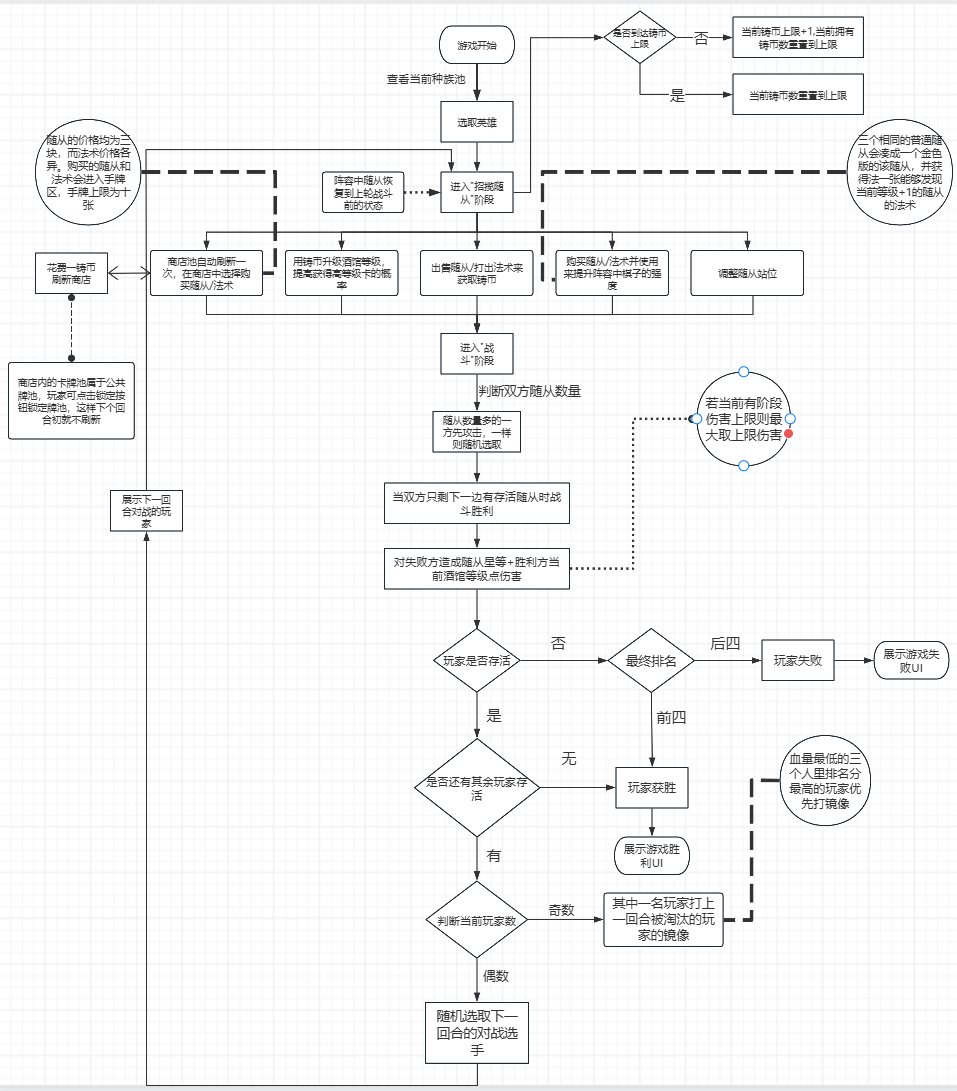 游戏开始
查看当前种族池
选取英雄
是否到达铸币
上限
否
当前铸币上限+1,当前拥有
铸币数重置到上限
是
当前铸币数重置到上限
随从的价格均为三
块，而法术价格各
异。购买的随从和
法术会进入手牌
区，手牌上限为十
张
阵容中随从恢
复到上轮战斗
前的状态
进入"招揽随
从"阶段
三个相同的普通随
从会凑成一个金色
版的该随从，并获
得法一张能够发现
当前等级+1的随从
的法术
花费一铸币
刷新商店
商店池自动刷新一
次，在商店中选择购
买随从/法术
用铸币升级酒馆等级，
提高获得高等级卡的概
率
出售随从/打出法术来
获取铸币
购买随从/法术并使用
来提升阵容中棋子的强
度
调整随从站位
进入"战
斗"阶段
商店内的卡牌池属于公共
牌池，玩家可点击锁定按
钮锁定牌池，这样下个回
合初就不刷新
判断双方随从数量
随从数量多的一
方先攻击，一样
则随机选取
若当前有阶段
伤害上限则最
大取上限伤害
当双方只剩下一边有存活随从时战
斗胜利
展示下一回
合对战的玩
家
对失败方造成随从星等+胜利方当
前酒馆等级点伤害
玩家是否存活
否
最终排名
后四
玩家失败
展示游戏失
败UI
是
前四
是否还有其余玩家存
活
无
玩家获胜
血量最低的三
个人里排名分
最高的玩家优
先打镜像
展示游戏胜
利UI
有
判断当前玩家数
奇数
其中一名玩家打上
一回合被淘汰的玩
家的镜像
偶数
随机选取下一
回合的对战选
手